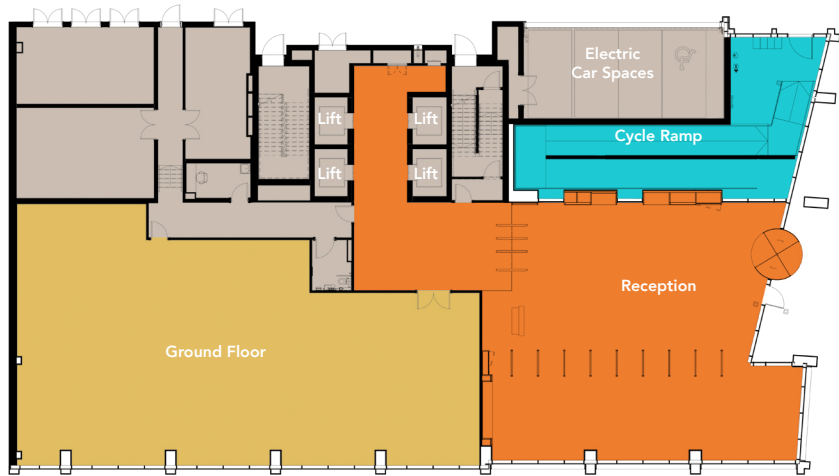 Electric
Car Spaces
Lift
Lift
Cycle Ramp
Lift
Lift
Reception
Ground Floor